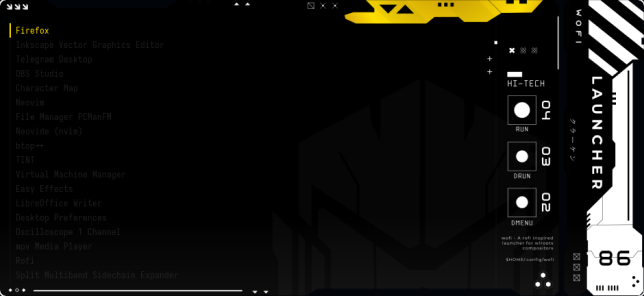 Firefox
Inkscape Vector Graphics Editor
Telegram Desktop
OBS Studio
Character Map
Neovim
File Manager PCManFM
Neovide (nvim)
btop++
TINT
Virtual Machine Manager
Easy Effects
LibreOffice Writer
Desktop Preferences
Oscilloscope 1 Channel
mpv Media Player
Rofi
Split Multiband Sidechain Expander
HI-TECH
04
RUN
03
DRUN
02
DMENU
wofi - A rofi inspired
launcher for wlroots
compositors
$HOME/.config/wofi
WOFI
LAUNCHER
クラーケン
86